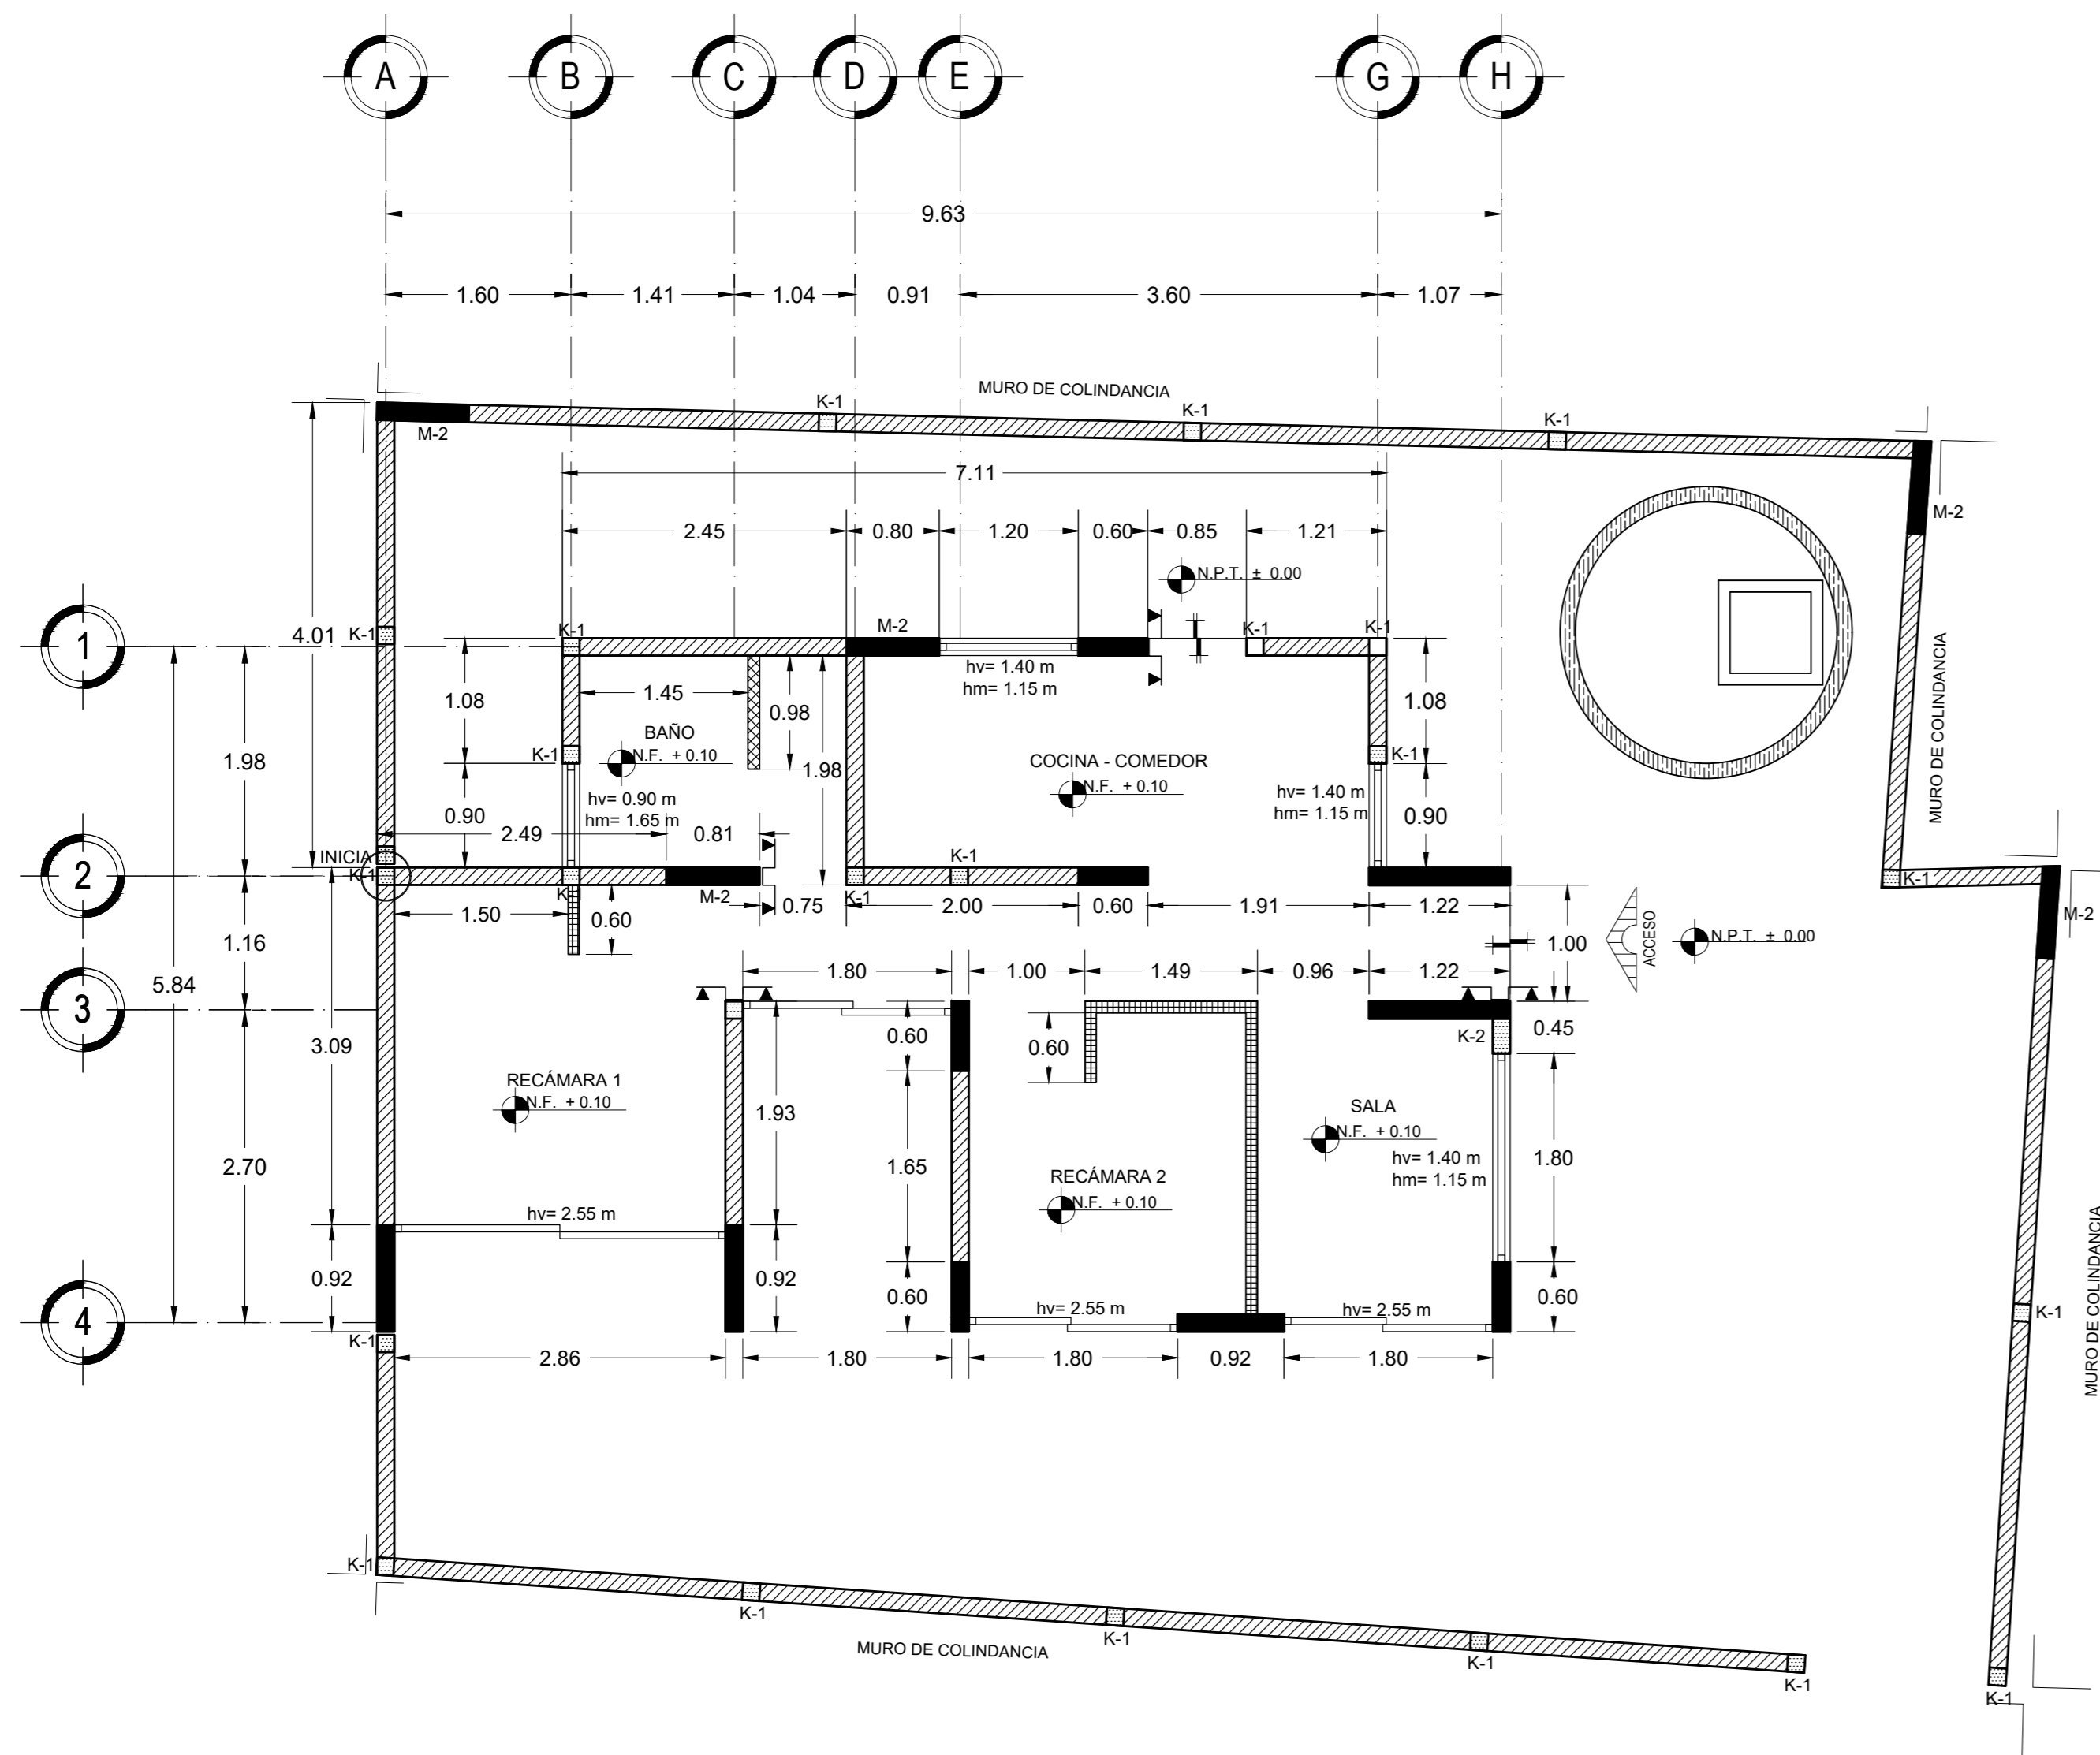 A B C D E G H
9.63
1.60 1.41 1.04 0.91 3.60 1.07
MURO DE COLINDANCIA
K-1 K-1 K-1
M-2
7.11
2.45 0.80 1.20 0.60 0.85 1.21
M-2
N.P.T. ± 0.00
1
4.01 K-1 K-1 M-2 K-1 K-1
hv= 1.40 m
hm= 1.15 m
MURO DE COLINDANCIA
1.08 1.45 0.98 1.08
BAÑO
K-1 N.F. + 0.10 K-1
1.98 1.98
COCINA - COMEDOR
N.F. + 0.10
hv= 0.90 m
hm= 1.65 m
hv= 1.40 m
hm= 1.15 m
0.90 2.49 0.81 0.90
INICIA
2
K-1 K-1 K-1
K-1 M-2 K-1
M-2
1.50 0.60 0.75 2.00 0.60 1.91 1.22
1.16 1.00
ACCESO
N.P.T. ± 0.00
5.84 1.80 1.00 1.49 0.96 1.22
3
3.09 0.60 0.60 K-2 0.45
RECÁMARA 1
N.F. + 0.10
1.93
SALA
N.F. + 0.10
hv= 1.40 m
hm= 1.15 m
2.70 1.65 1.80
RECÁMARA 2
N.F. + 0.10
hv= 2.55 m
0.92 0.92 0.60 0.60
hv= 2.55 m hv= 2.55 m
4
K-1 K-1
MURO DE COLINDANCIA
2.86 1.80 1.80 0.92 1.80
K-1
K-1
K-1
K-1
K-1
K-1
MURO DE COLINDANCIA